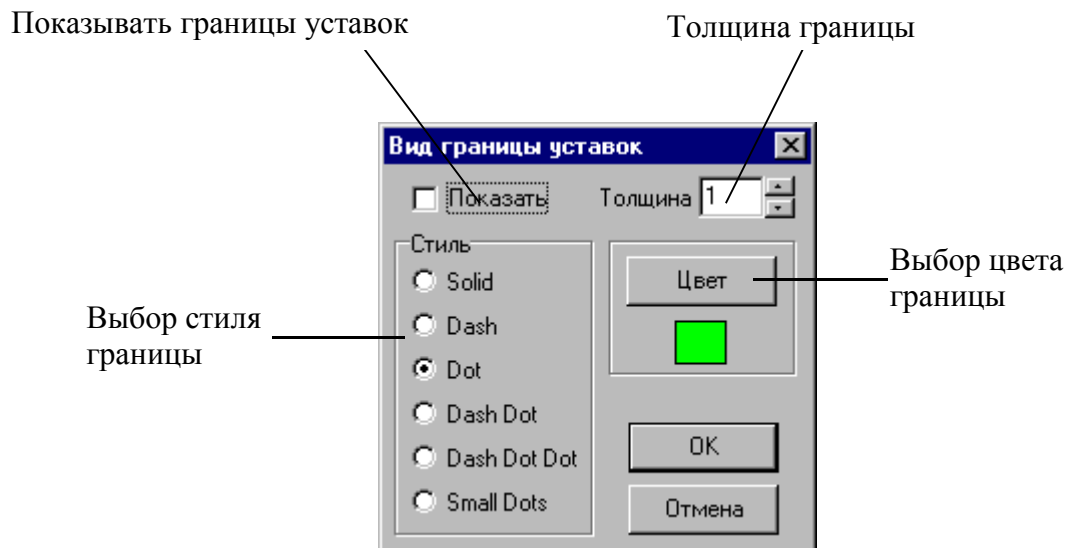 Показывать границы уставок
Толщина границы
Вид границы уставок
Показать
Толщина 1
Стиль
Solid
Dash
Dot
Dash Dot
Dash Dot Dot
Small Dots
Цвет
OK
Отмена
Выбор стиля
границы
Выбор цвета
границы